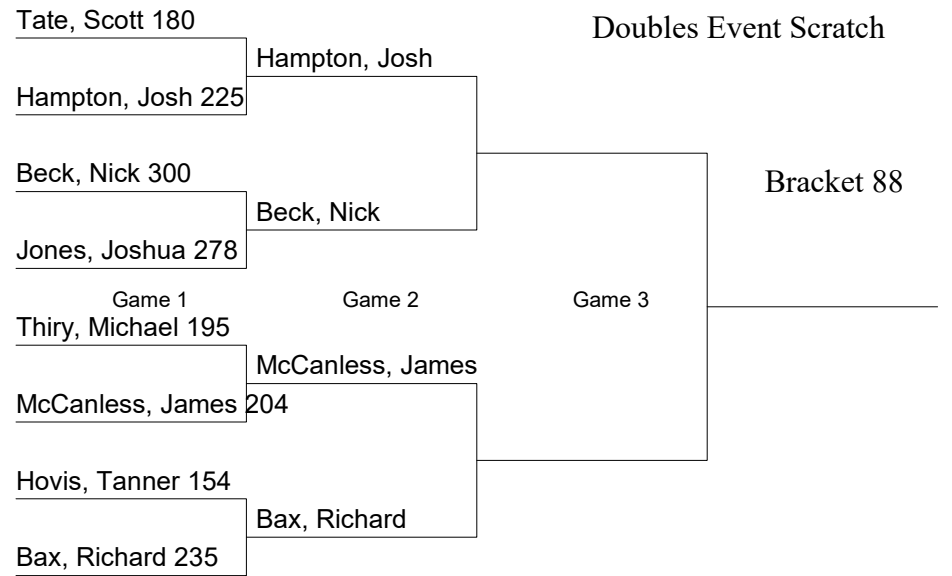 Tate, Scott 180
Doubles Event Scratch
Hampton, Josh
Hampton, Josh 225
Beck, Nick 300
Bracket 88
Beck, Nick
Jones, Joshua 278
Game 1
Game 2
Game 3
Thiry, Michael 195
McCanless, James
McCanless, James 204
Hovis, Tanner 154
Bax, Richard
Bax, Richard 235